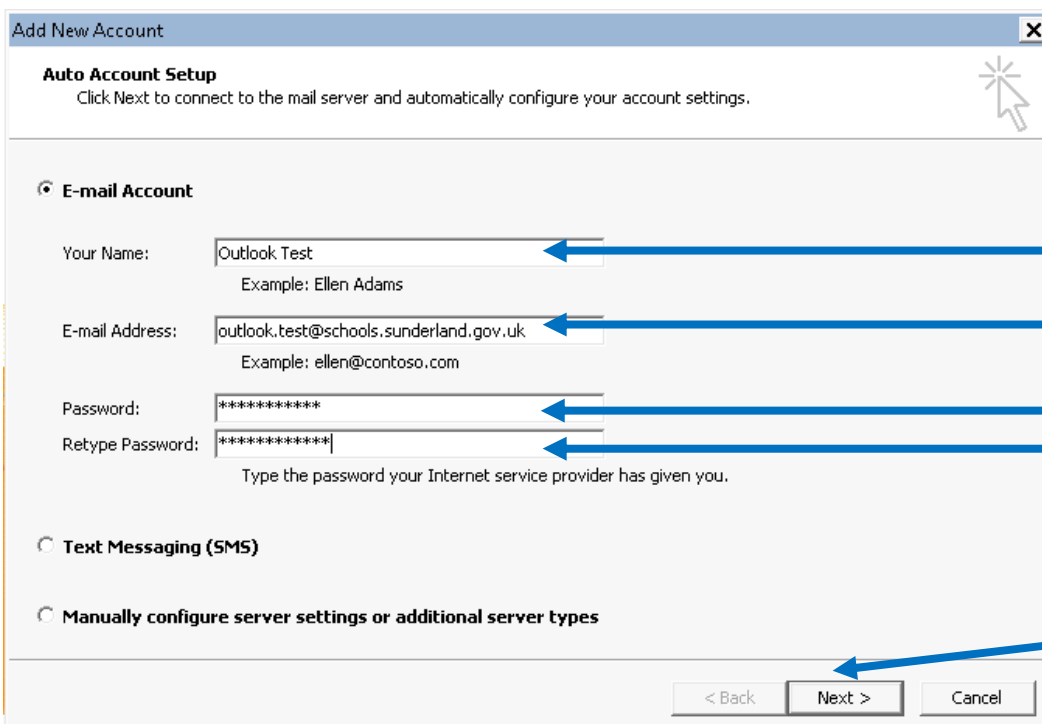 Add New Account
Auto Account Setup
Click Next to connect to the mail server and automatically configure your account settings.
E-mail Account
Your Name: Outlook Test
Example: Ellen Adams
E-mail Address: outlook.test@schools.sunderland.gov.uk
Example: ellen@contoso.com
Password: ***********
Retype Password: ************
Type the password your Internet service provider has given you.
Text Messaging (SMS)
Manually configure server settings or additional server types
< Back Next > Cancel